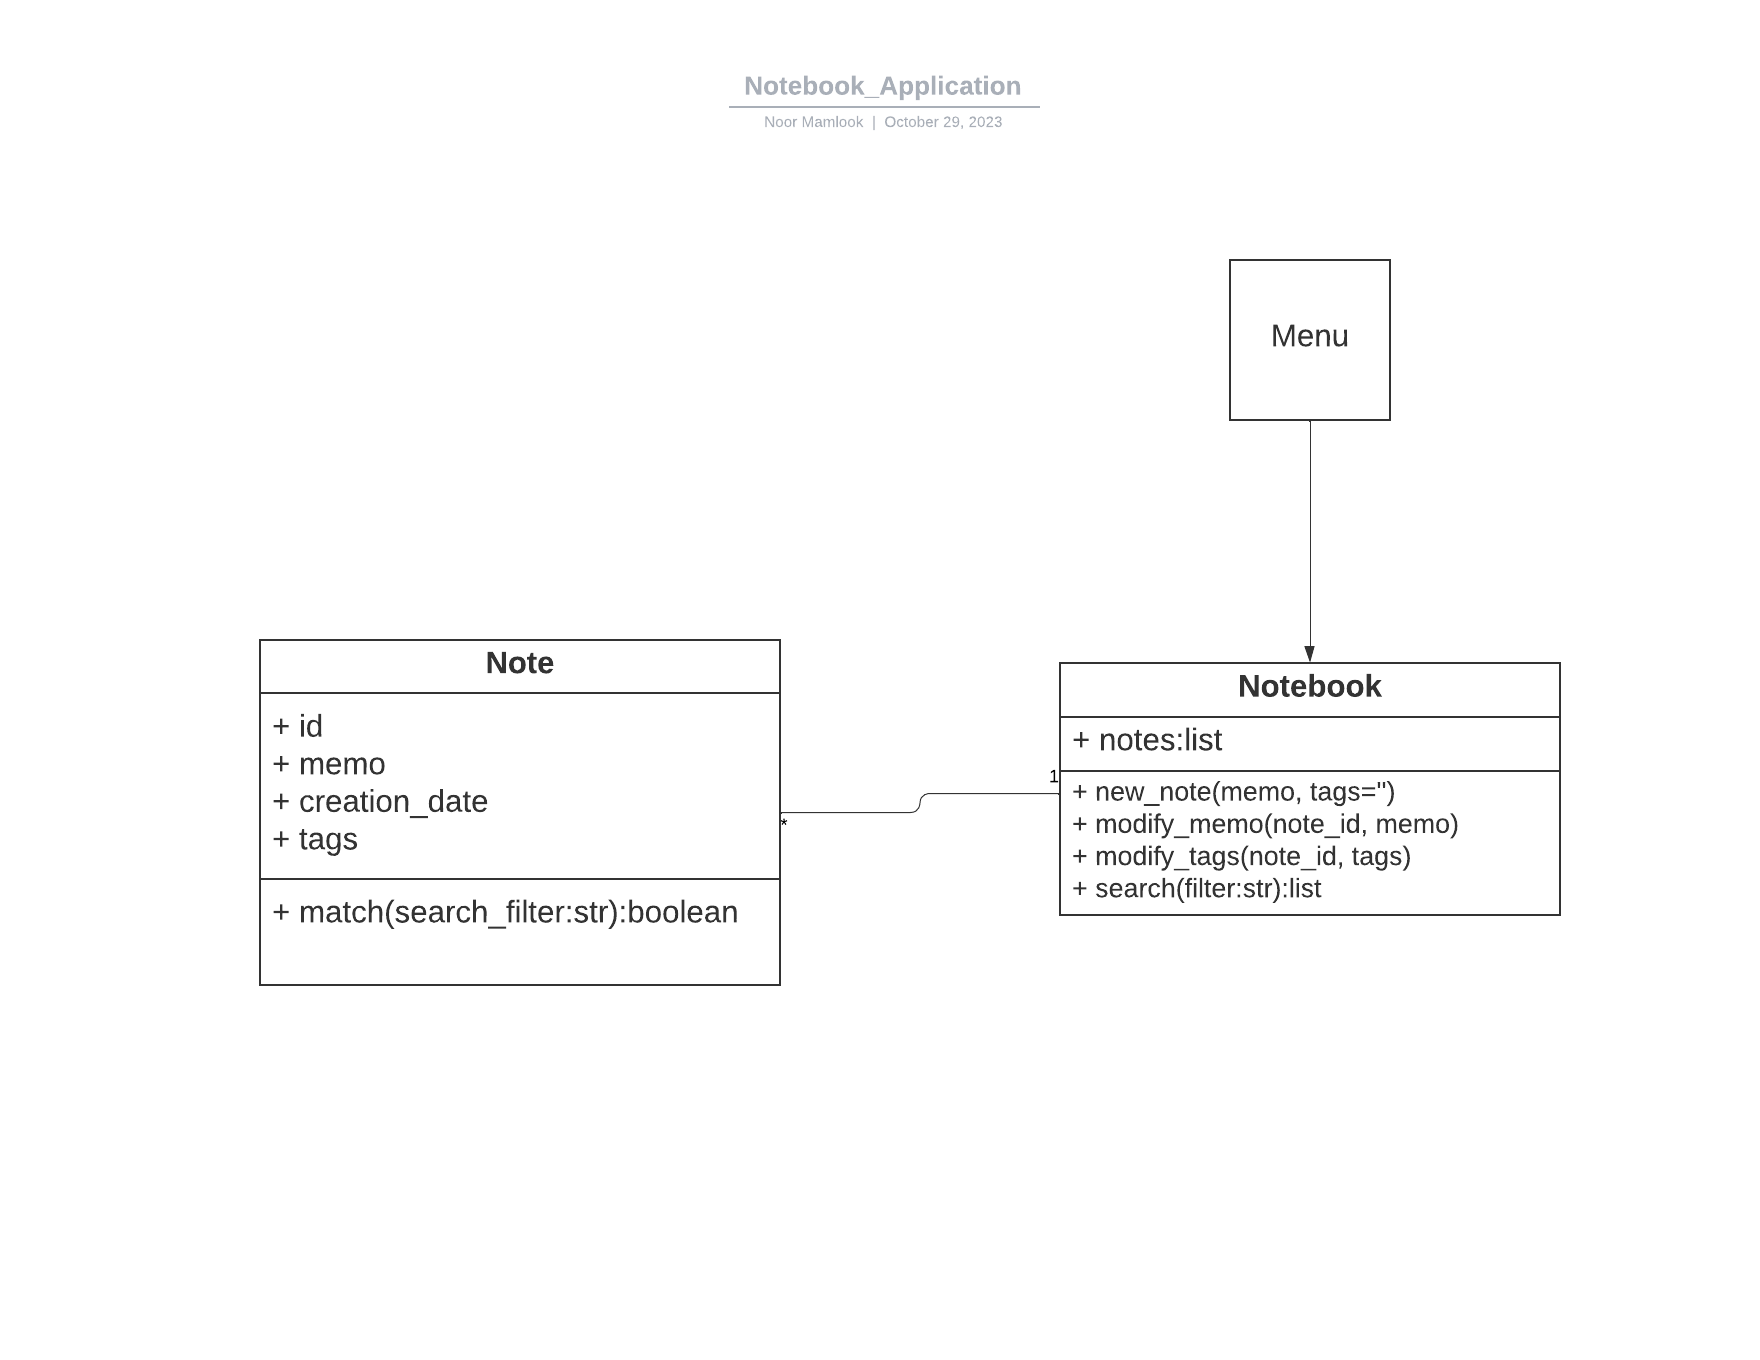 Notebook_Application
Noor Mamlook | October 29, 2023
Menu
Note
+ id
+ memo
+ creation_date
+ tags
+ match(search_filter:str):boolean
*
1
Notebook
+ notes:list
+ new_note(memo, tags='')
+ modify_memo(note_id, memo)
+ modify_tags(note_id, tags)
+ search(filter:str):list